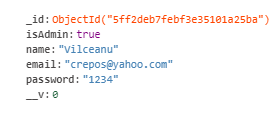 _id:ObjectId("5ff2deb7febf3e35101a25ba")
isAdmin:true
name:"vilceanu"
email:"crepos@yahoo.com"
password:"1234"
__v:0